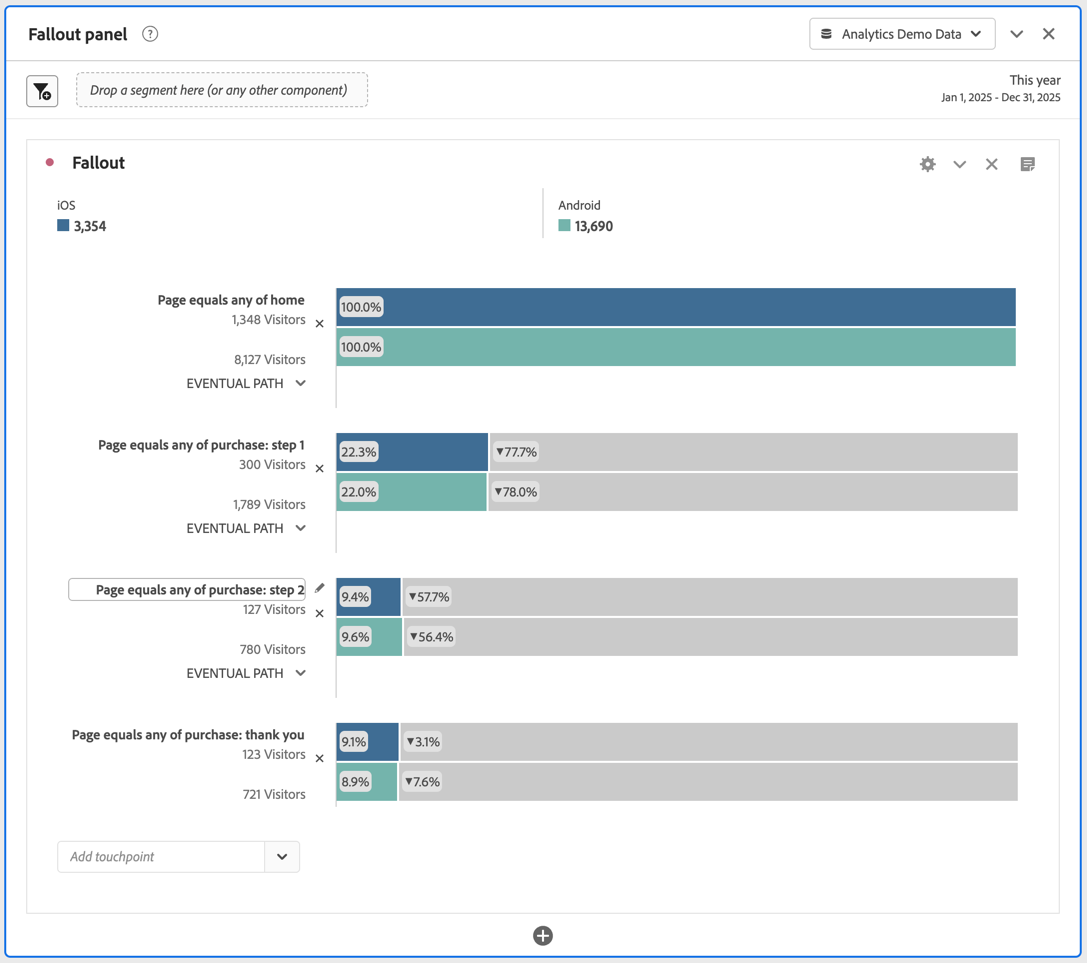 Fallout panel ?
Analytics Demo Data
Drop a segment here (or any other component)
This year
Jan 1, 2025 - Dec 31, 2025
Fallout
iOS
3,354
Android
13,690
Page equals any of home
1,348 Visitors
100.0%
8,127 Visitors
100.0%
EVENTUAL PATH
Page equals any of purchase: step 1
300 Visitors
22.3% ▼77.7%
1,789 Visitors
22.0% ▼78.0%
EVENTUAL PATH
Page equals any of purchase: step 2
127 Visitors
9.4% ▼57.7%
780 Visitors
9.6% ▼56.4%
EVENTUAL PATH
Page equals any of purchase: thank you
123 Visitors
9.1% ▼3.1%
721 Visitors
8.9% ▼7.6%
Add touchpoint